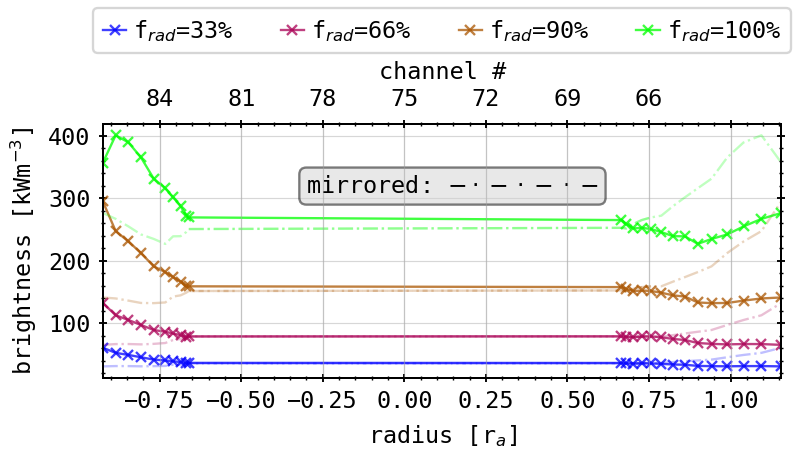 f_rad=33% f_rad=66% f_rad=90% f_rad=100%
channel #
84 81 78 75 72 69 66
400
300
200
100
brightness [kWm⁻³]
mirrored: — · — · — · —
−0.75 −0.50 −0.25 0.00 0.25 0.50 0.75 1.00
radius [r_a]